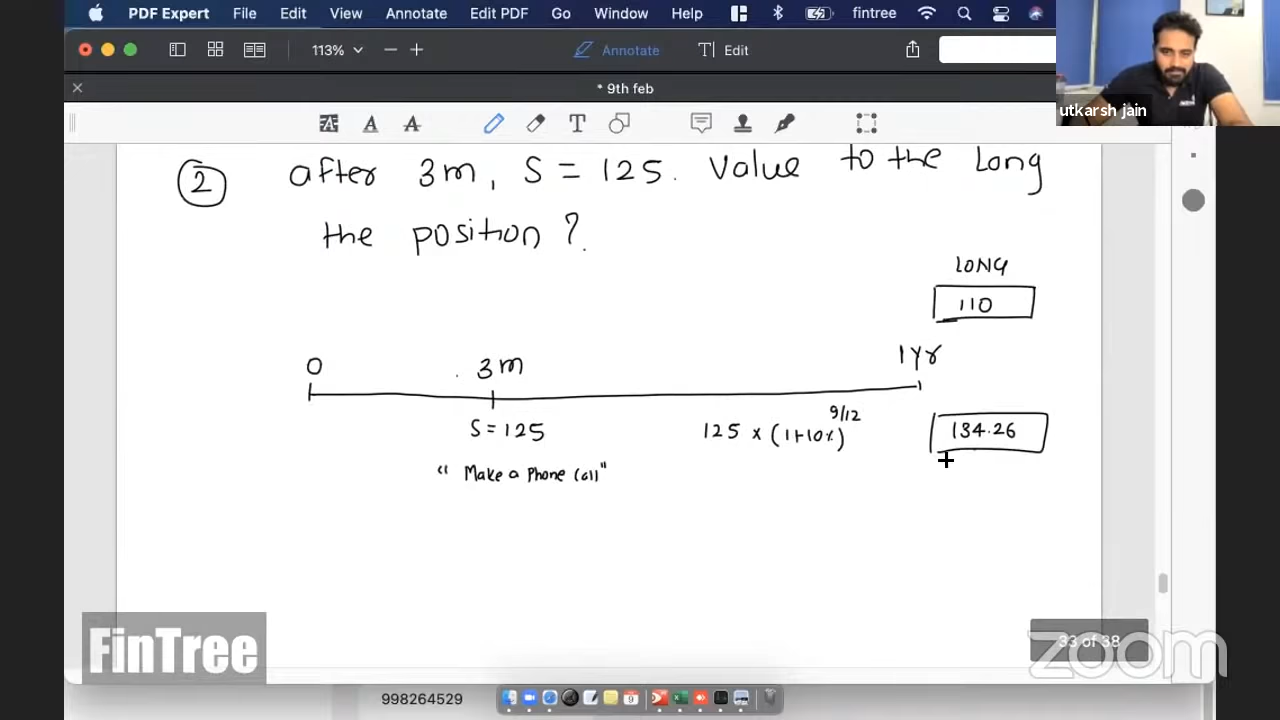 PDF Expert File Edit View Annotate Edit PDF Go Window Help fintree
113% Annotate T| Edit
* 9th feb
utkarsh jain
2 after 3m, S = 125. Value to the Long
the position ?
LONG
110
0 3m 1yr
S = 125 125 x (1+10%)^9/12 134.26
" Make a Phone Call"
FinTree
33 of 38
zoom
998264529